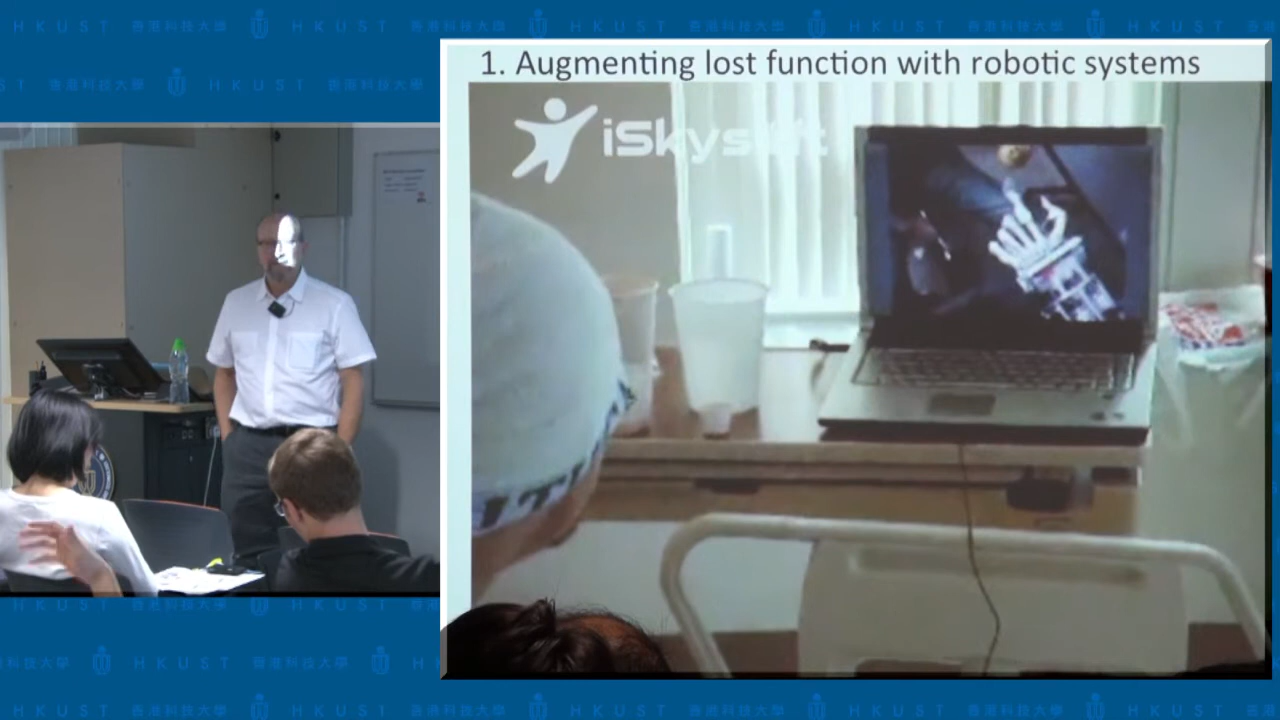 HKUST 香港科技大學
1. Augmenting lost function with robotic systems
iSkysoft